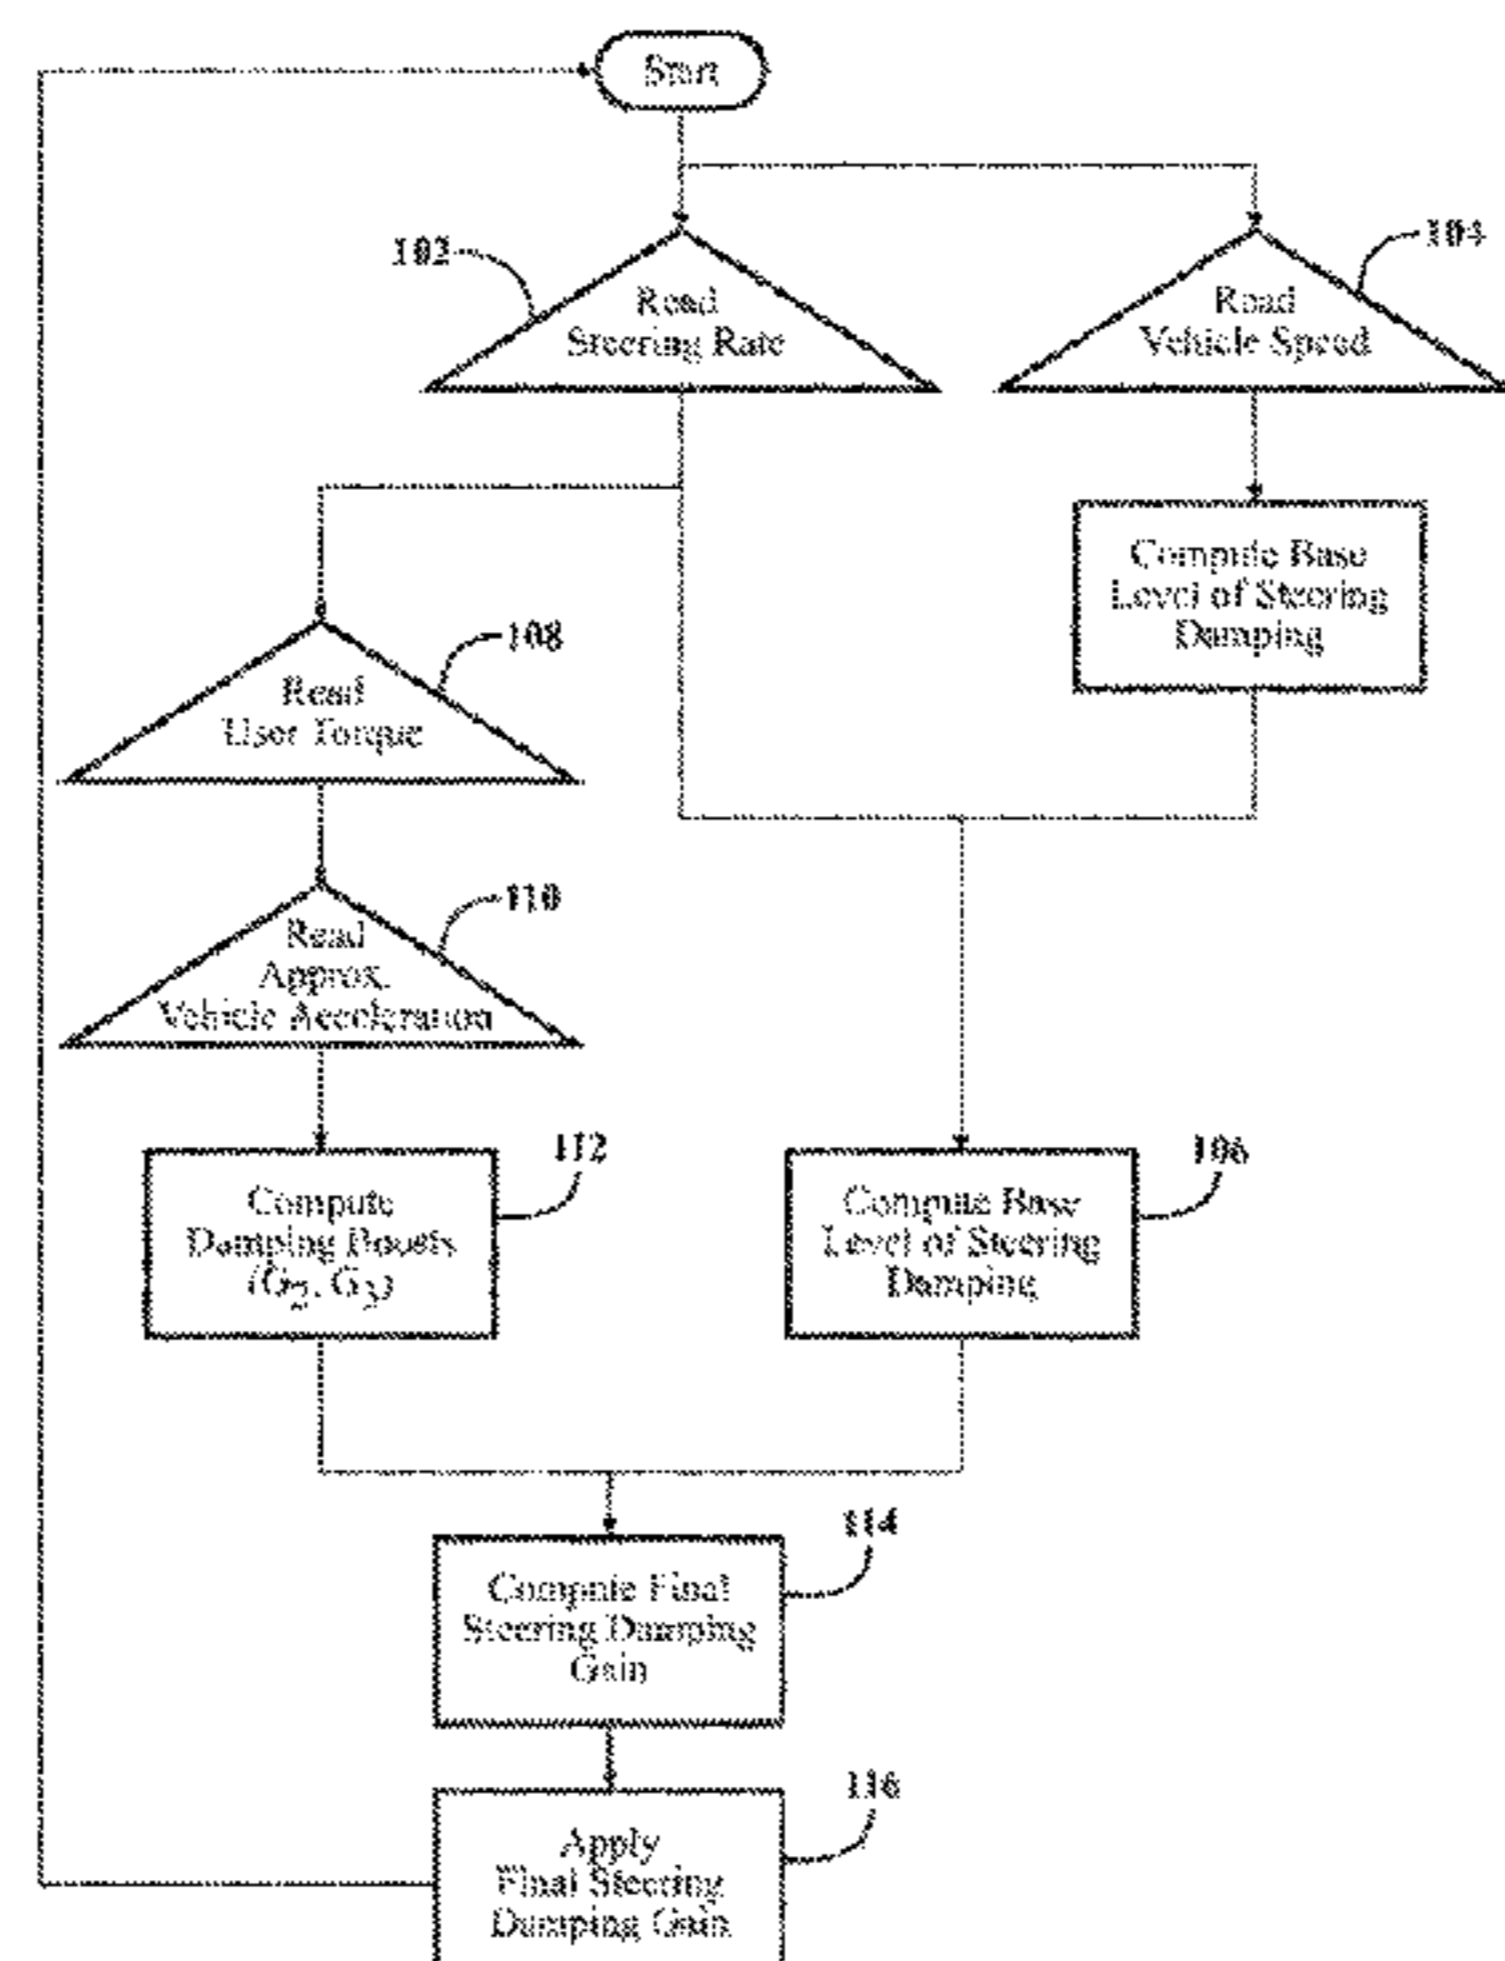 Start
102
Read
Steering Rate
104
Read
Vehicle Speed
Compute Base
Level of Steering
Damping
108
Read
User Torque
110
Read
Approx.
Vehicle Acceleration
112
Compute
Damping Boosts
(G2, G3)
106
Compute Base
Level of Steering
Damping
114
Compute Final
Steering Damping
Gain
116
Apply
Final Steering
Damping Gain